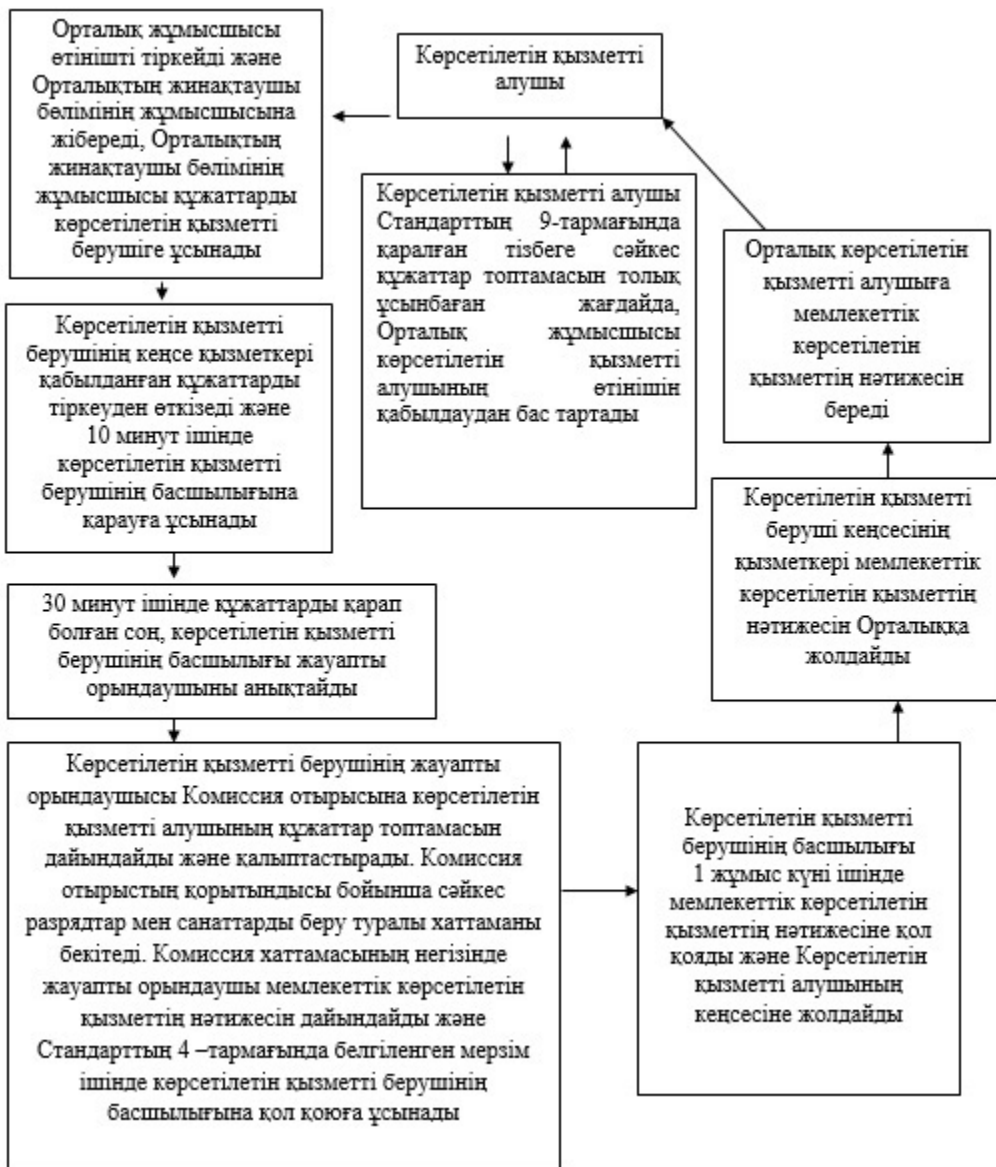 Орталық жұмысшысы
өтінішті тіркейді және
Орталықтың жинақтаушы
бөлімінің жұмысшысына
жібереді, Орталықтың
жинақтаушы бөлімінің
жұмысшысы құжаттарды
көрсетілетін қызметті
берушіге ұсынады
Көрсетілетін қызметті
алушы
Көрсетілетін қызметті алушы
Стандарттың 9-тармағында
қаралған тізбеге сәйкес
құжаттар топтамасын толық
ұсынбаған жағдайда,
Орталық жұмысшысы
көрсетілетін қызметті
алушының өтінішін
қабылдаудан бас тартады
Орталық көрсетілетін
қызметті алушыға
мемлекеттік
көрсетілетін
қызметтің нәтижесін
береді
Көрсетілетін қызметті
берушінің кеңсе қызметкері
қабылданған құжаттарды
тіркеуден өткізеді және
10 минут ішінде
көрсетілетін қызметті
берушінің басшылығына
қарауға ұсынады
Көрсетілетін қызметті
беруші кеңсесінің
қызметкері мемлекеттік
көрсетілетін қызметтің
нәтижесін Орталыққа
жолдайды
30 минут ішінде құжаттарды қарап
болған соң, көрсетілетін қызметті
берушінің басшылығы жауапты
орындаушыны анықтайды
Көрсетілетін қызметті берушінің жауапты
орындаушысы Комиссия отырысына көрсетілетін
қызметті алушының құжаттар топтамасын
дайындайды және қалыптастырады. Комиссия
отырыстың қорытындысы бойынша сәйкес
разрядтар мен санаттарды беру туралы хаттаманы
бекітеді. Комиссия хаттамасының негізінде
жауапты орындаушы мемлекеттік көрсетілетін
қызметтің нәтижесін дайындайды және
Стандарттың 4 –тармағында белгіленген мерзім
ішінде көрсетілетін қызметті берушінің
басшылығына қол қоюға ұсынады
Көрсетілетін қызметті
берушінің басшылығы
1 жұмыс күні ішінде
мемлекеттік көрсетілетін
қызметтің нәтижесіне қол
қояды және Көрсетілетін
қызметті алушының
кеңсесіне жолдайды